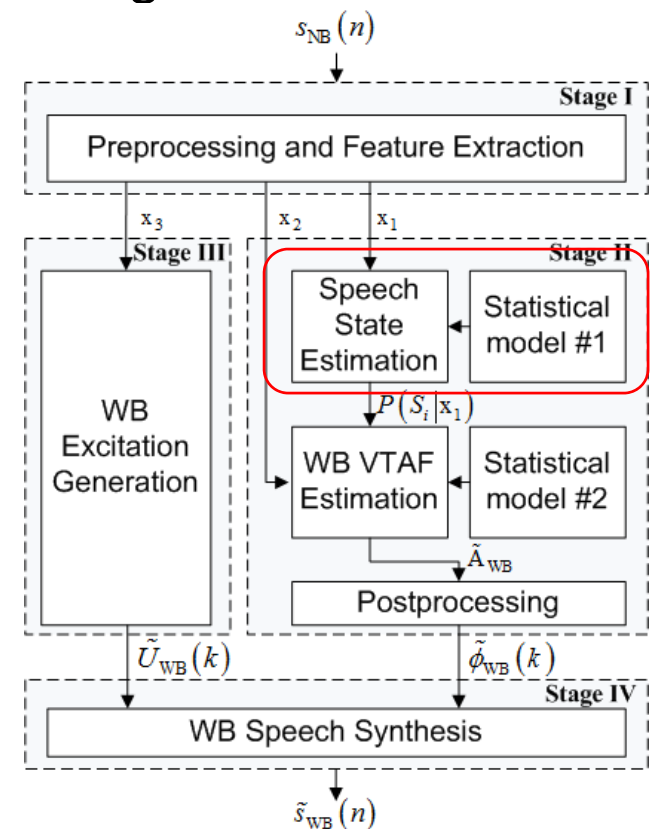 s_NB(n)
Stage I
Preprocessing and Feature Extraction
x_3
x_2
x_1
Stage III
Stage II
Speech
State
Estimation
Statistical
model #1
P(S_i|x_1)
WB
Excitation
Generation
WB VTAF
Estimation
Statistical
model #2
Ã_WB
Postprocessing
Ũ_WB(k)
ϕ̃_WB(k)
Stage IV
WB Speech Synthesis
s̃_WB(n)